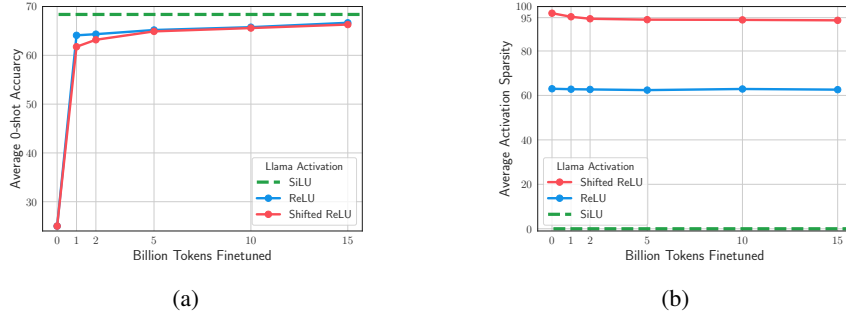 70
60
50
40
30
Average 0-shot Accuarcy
Llama Activation
SiLU
ReLU
Shifted ReLU
0 1 2 5 10 15
Billion Tokens Finetuned
(a)
100
95
80
60
40
20
0
Average Activation Sparsity
Llama Activation
Shifted ReLU
ReLU
SiLU
0 1 2 5 10 15
Billion Tokens Finetuned
(b)